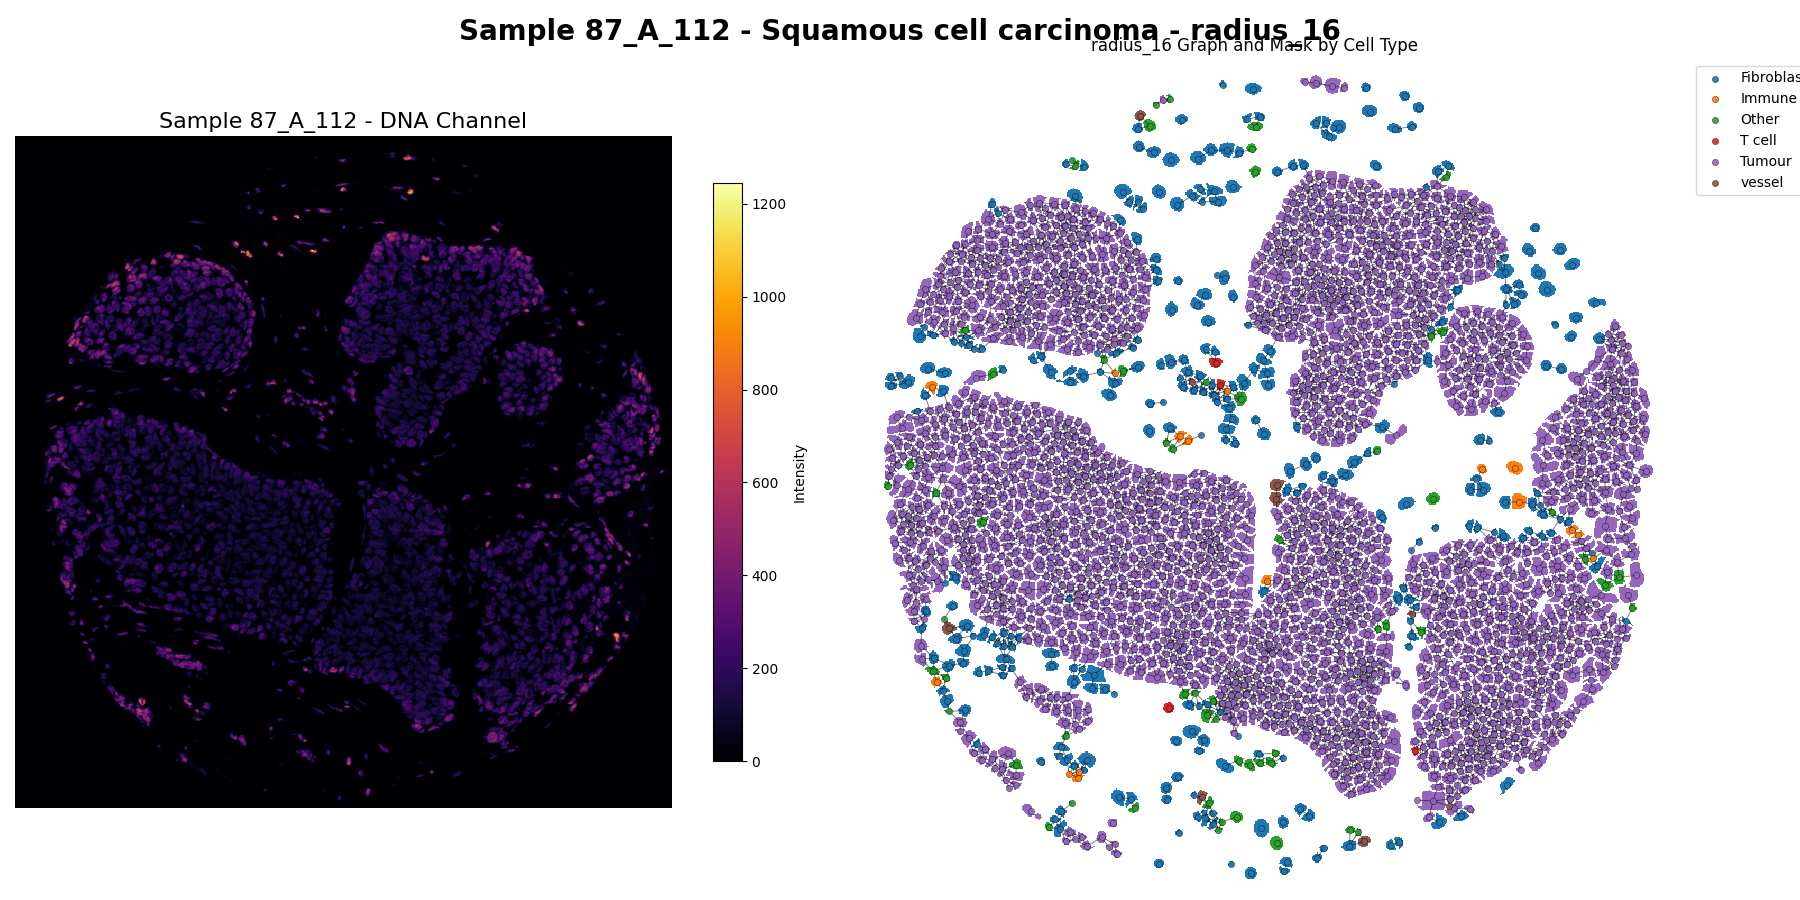 Sample 87_A_112 - Squamous cell carcinoma - radius_16
radius_16 Graph and Mask by Cell Type
Sample 87_A_112 - DNA Channel
1200
1000
800
600
400
200
0
Intensity
Fibroblas
Immune
Other
T cell
Tumour
vessel